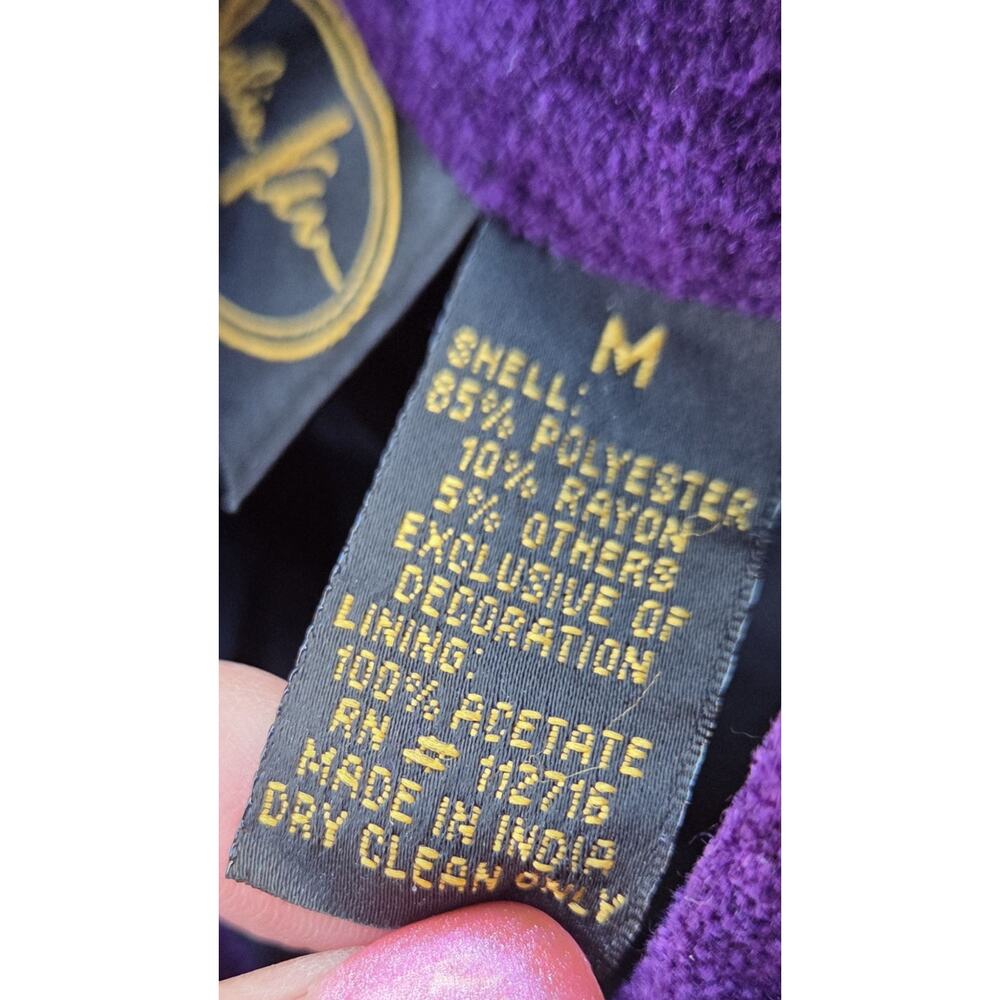 M
SHELL:
85% POLYESTER
10% RAYON
5% OTHERS
EXCLUSIVE OF
DECORATION
LINING:
100% ACETATE
RN # 112716
MADE IN INDIA
DRY CLEAN ONLY